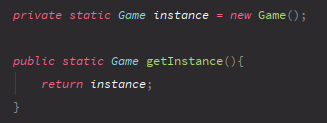 private static Game instance = new Game();
public static Game getInstance(){
return instance;
}